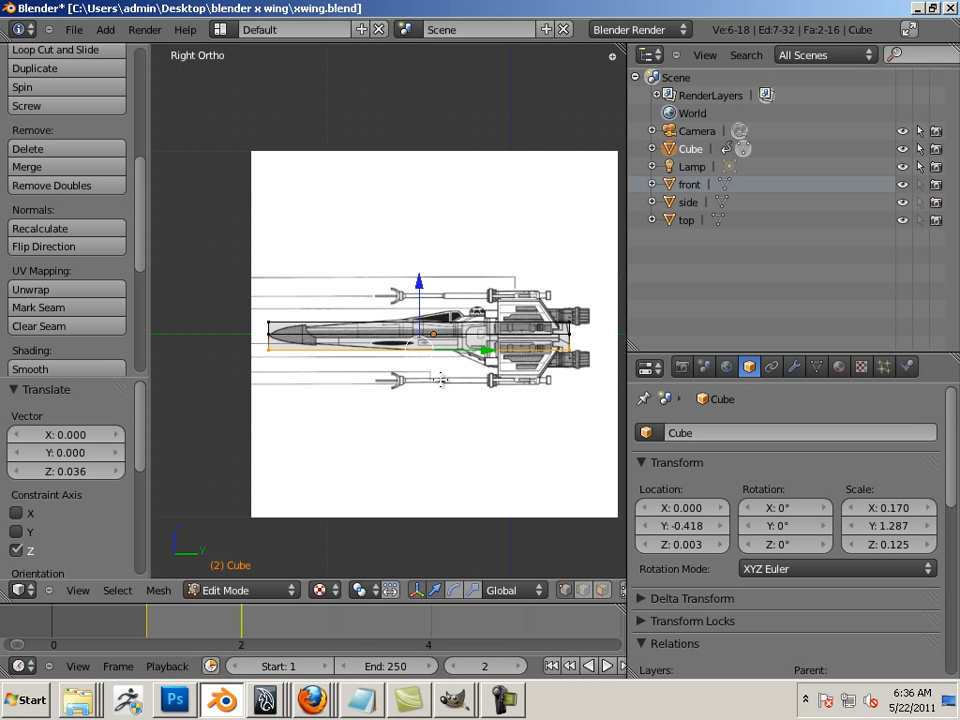 Blender* [C:\Users\admin\Desktop\blender x wing\xwing.blend]
File Add Render Help Default Scene Blender Render Ve:6-18 | Ed:7-32 | Fa:2-16 | Cube
Loop Cut and Slide
Duplicate
Spin
Screw
Remove:
Delete
Merge
Remove Doubles
Normals:
Recalculate
Flip Direction
UV Mapping:
Unwrap
Mark Seam
Clear Seam
Shading:
Smooth
Translate
Vector
X: 0.000
Y: 0.000
Z: 0.036
Constraint Axis
X
Y
Z
Orientation
Right Ortho
z
y
(2) Cube
View Select Mesh Edit Mode Global
0 2 4
View Frame Playback Start: 1 End: 250 2
View Search All Scenes
Scene
RenderLayers |
World
Camera |
Cube |
Lamp |
front |
side |
top |
Cube
Cube
Transform
Location: Rotation: Scale:
X: 0.000 X: 0° X: 0.170
Y: -0.418 Y: 0° Y: 1.287
Z: 0.003 Z: 0° Z: 0.125
Rotation Mode: XYZ Euler
Delta Transform
Transform Locks
Relations
Layers: Parent:
Start Ps 6:36 AM
5/22/2011